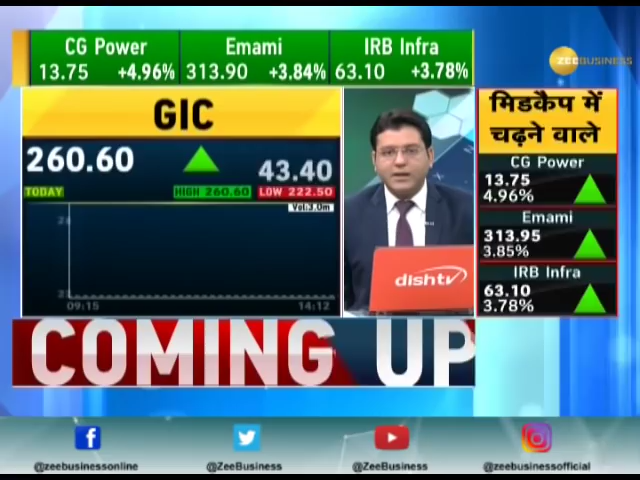 CG Power
13.75 +4.96%
Emami
313.90 +3.84%
IRB Infra
63.10 +3.78%
ZEEBUSINESS
GIC
260.60
43.40
TODAY
HIGH 260.60
LOW 222.50
Vol:3.0m
09:15
14:12
dishtv
मिडकैप में
चढ़ने वाले
CG Power
13.75
4.96%
Emami
313.95
3.85%
IRB Infra
63.10
3.78%
COMING UP
@zeebusinessonline
@ZeeBusiness
@ZeeBusiness
@zeebusinessofficial